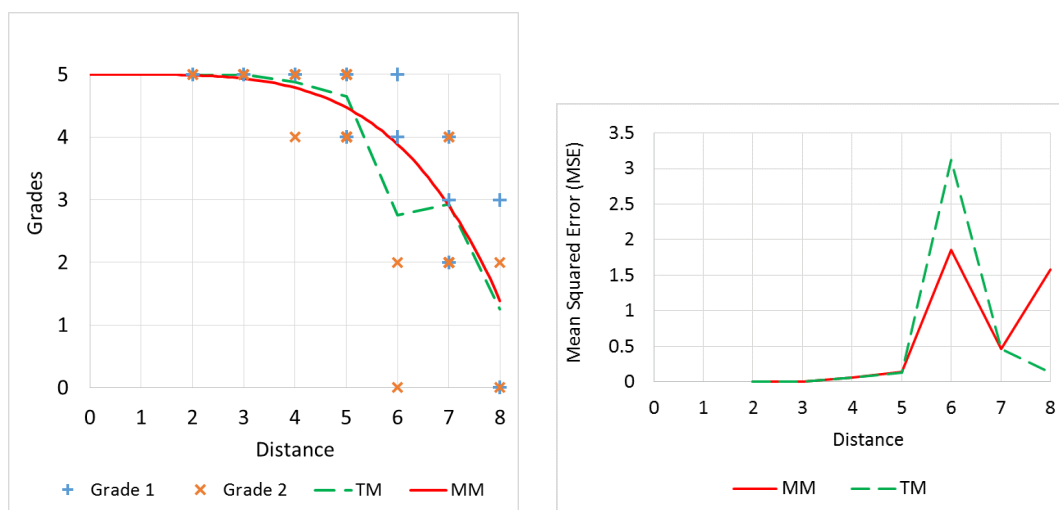 5
4
3
2
1
0
Grades
0 1 2 3 4 5 6 7 8
Distance
Grade 1 Grade 2 TM MM
3.5
3
2.5
2
1.5
1
0.5
0
Mean Squared Error (MSE)
0 1 2 3 4 5 6 7 8
Distance
MM TM